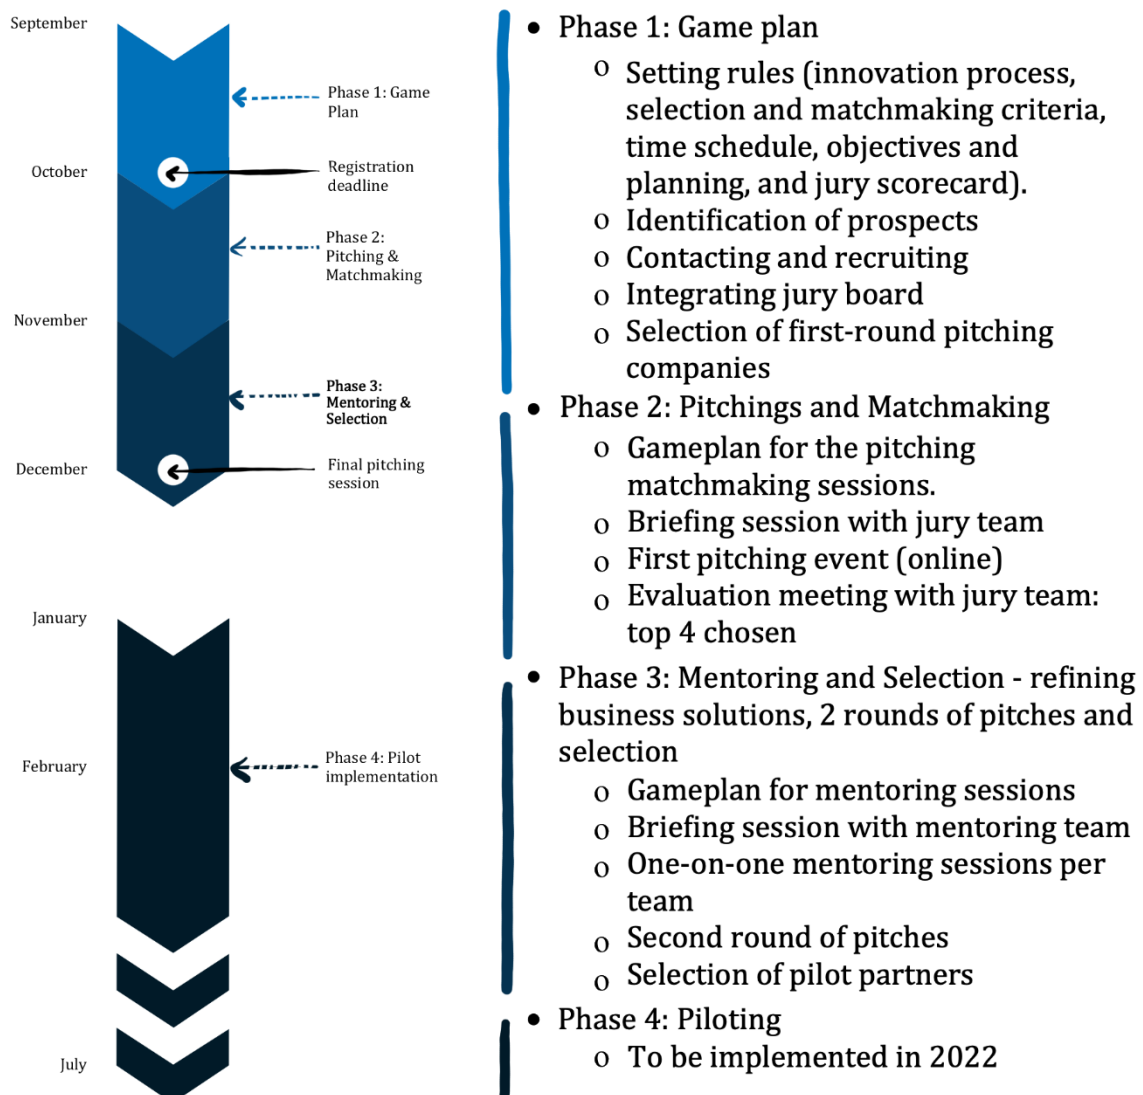 September
Phase 1: Game
Plan
October
Registration
deadline
Phase 2:
Pitching &
Matchmaking
November
Phase 3:
Mentoring &
Selection
December
Final pitching
session
January
February
Phase 4: Pilot
implementation
July
• Phase 1: Game plan
o Setting rules (innovation process,
selection and matchmaking criteria,
time schedule, objectives and
planning, and jury scorecard).
o Identification of prospects
o Contacting and recruiting
o Integrating jury board
o Selection of first-round pitching
companies
• Phase 2: Pitchings and Matchmaking
o Gameplan for the pitching
matchmaking sessions.
o Briefing session with jury team
o First pitching event (online)
o Evaluation meeting with jury team:
top 4 chosen
• Phase 3: Mentoring and Selection - refining
business solutions, 2 rounds of pitches and
selection
o Gameplan for mentoring sessions
o Briefing session with mentoring team
o One-on-one mentoring sessions per
team
o Second round of pitches
o Selection of pilot partners
• Phase 4: Piloting
o To be implemented in 2022